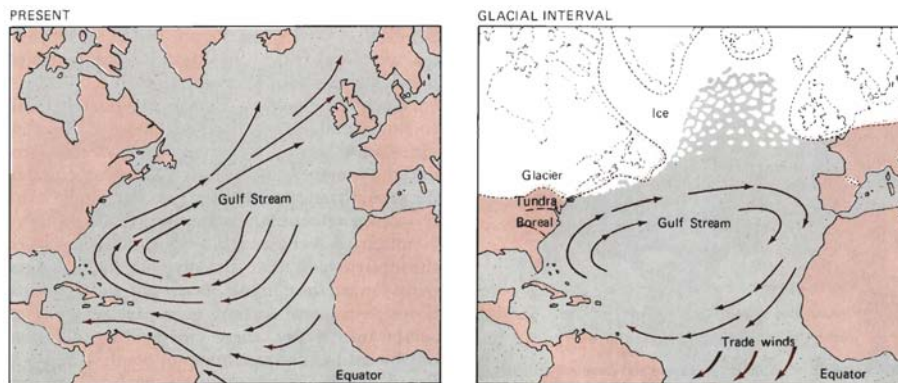 PRESENT
Gulf Stream
Equator
GLACIAL INTERVAL
Ice
Glacier
Tundra
Boreal
Gulf Stream
Trade winds
Equator